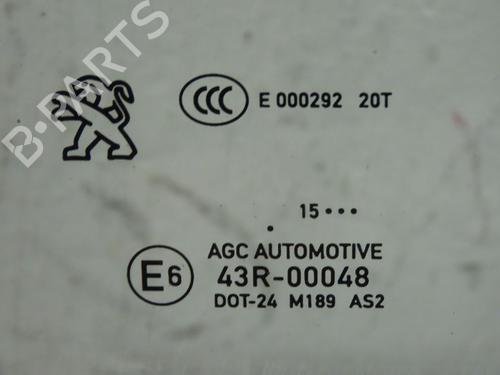 B-PARTS
CCC E 000292 20T
15•••
AGC AUTOMOTIVE
E6 43R-00048
DOT-24 M189 AS2